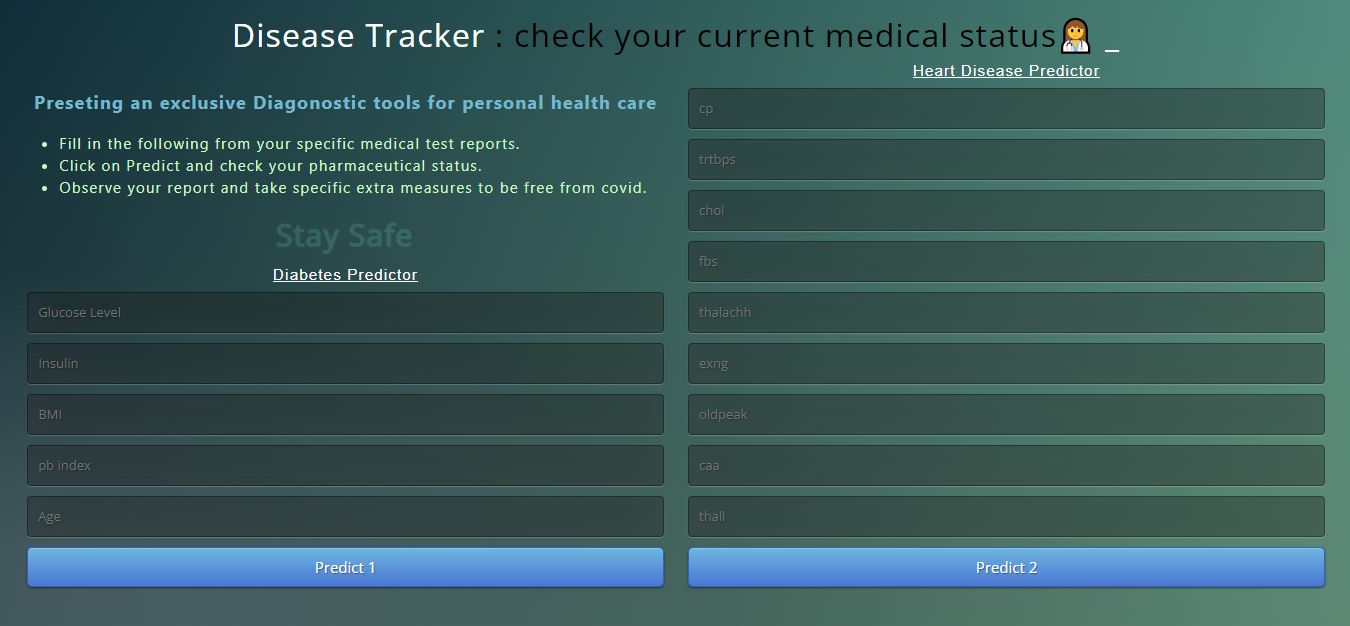 Disease Tracker : check your current medical status👩‍⚕️ _
Preseting an exclusive Diagonostic tools for personal health care
Fill in the following from your specific medical test reports.
Click on Predict and check your pharmaceutical status.
Observe your report and take specific extra measures to be free from covid.
Stay Safe
Diabetes Predictor
Glucose Level
Insulin
BMI
pb index
Age
Predict 1
Heart Disease Predictor
cp
trtbps
chol
fbs
thalachh
exng
oldpeak
caa
thall
Predict 2